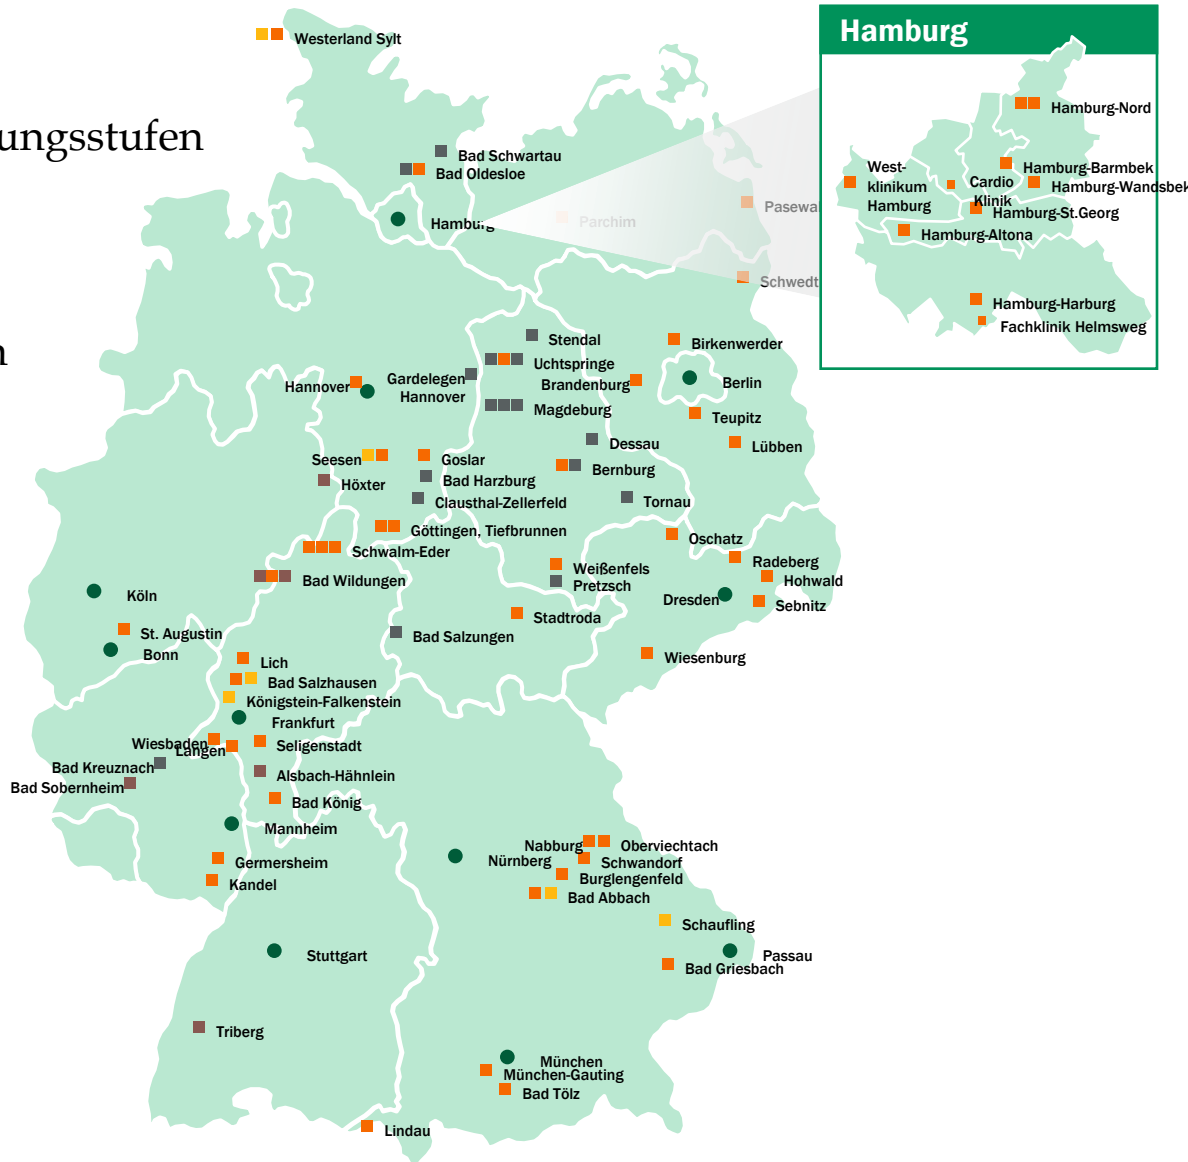 Westerland Sylt
Hamburg
ungsstufen
Bad Schwartau
Bad Oldesloe
Hamburg
Parchim
Pasewal
Schwedt
Hamburg-Nord
Hamburg-Barmbek
Hamburg-Wandsbek
West-
klinikum
Hamburg
Cardio
Klinik
Hamburg-St.Georg
Hamburg-Altona
Hamburg-Harburg
Fachklinik Helmsweg
n
Stendal
Uchtspringe
Birkenwerder
Hannover
Gardelegen
Hannover
Brandenburg
Berlin
Magdeburg
Teupitz
Lübben
Dessau
Seesen
Goslar
Bernburg
Höxter
Bad Harzburg
Clausthal-Zellerfeld
Tornau
Göttingen, Tiefbrunnen
Oschatz
Schwalm-Eder
Radeberg
Weißenfels
Hohwald
Bad Wildungen
Pretzsch
Köln
Dresden
Sebnitz
Stadtroda
St. Augustin
Bad Salzungen
Bonn
Wiesenburg
Lich
Bad Salzhausen
Königstein-Falkenstein
Frankfurt
Wiesbaden
Langen
Seligenstadt
Bad Kreuznach
Alsbach-Hähnlein
Bad Sobernheim
Bad König
Mannheim
Nabburg
Oberviechtach
Germersheim
Nürnberg
Schwandorf
Kandel
Burglengenfeld
Bad Abbach
Schaufling
Stuttgart
Passau
Bad Griesbach
Triberg
München
München-Gauting
Bad Tölz
Lindau